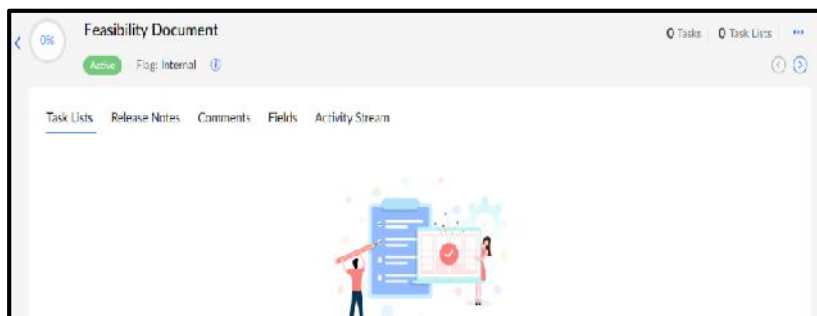 0% Feasibility Document 0 Tasks 0 Task Lists
Active Flag: Internal
Task Lists Release Notes Comments Fields Activity Stream